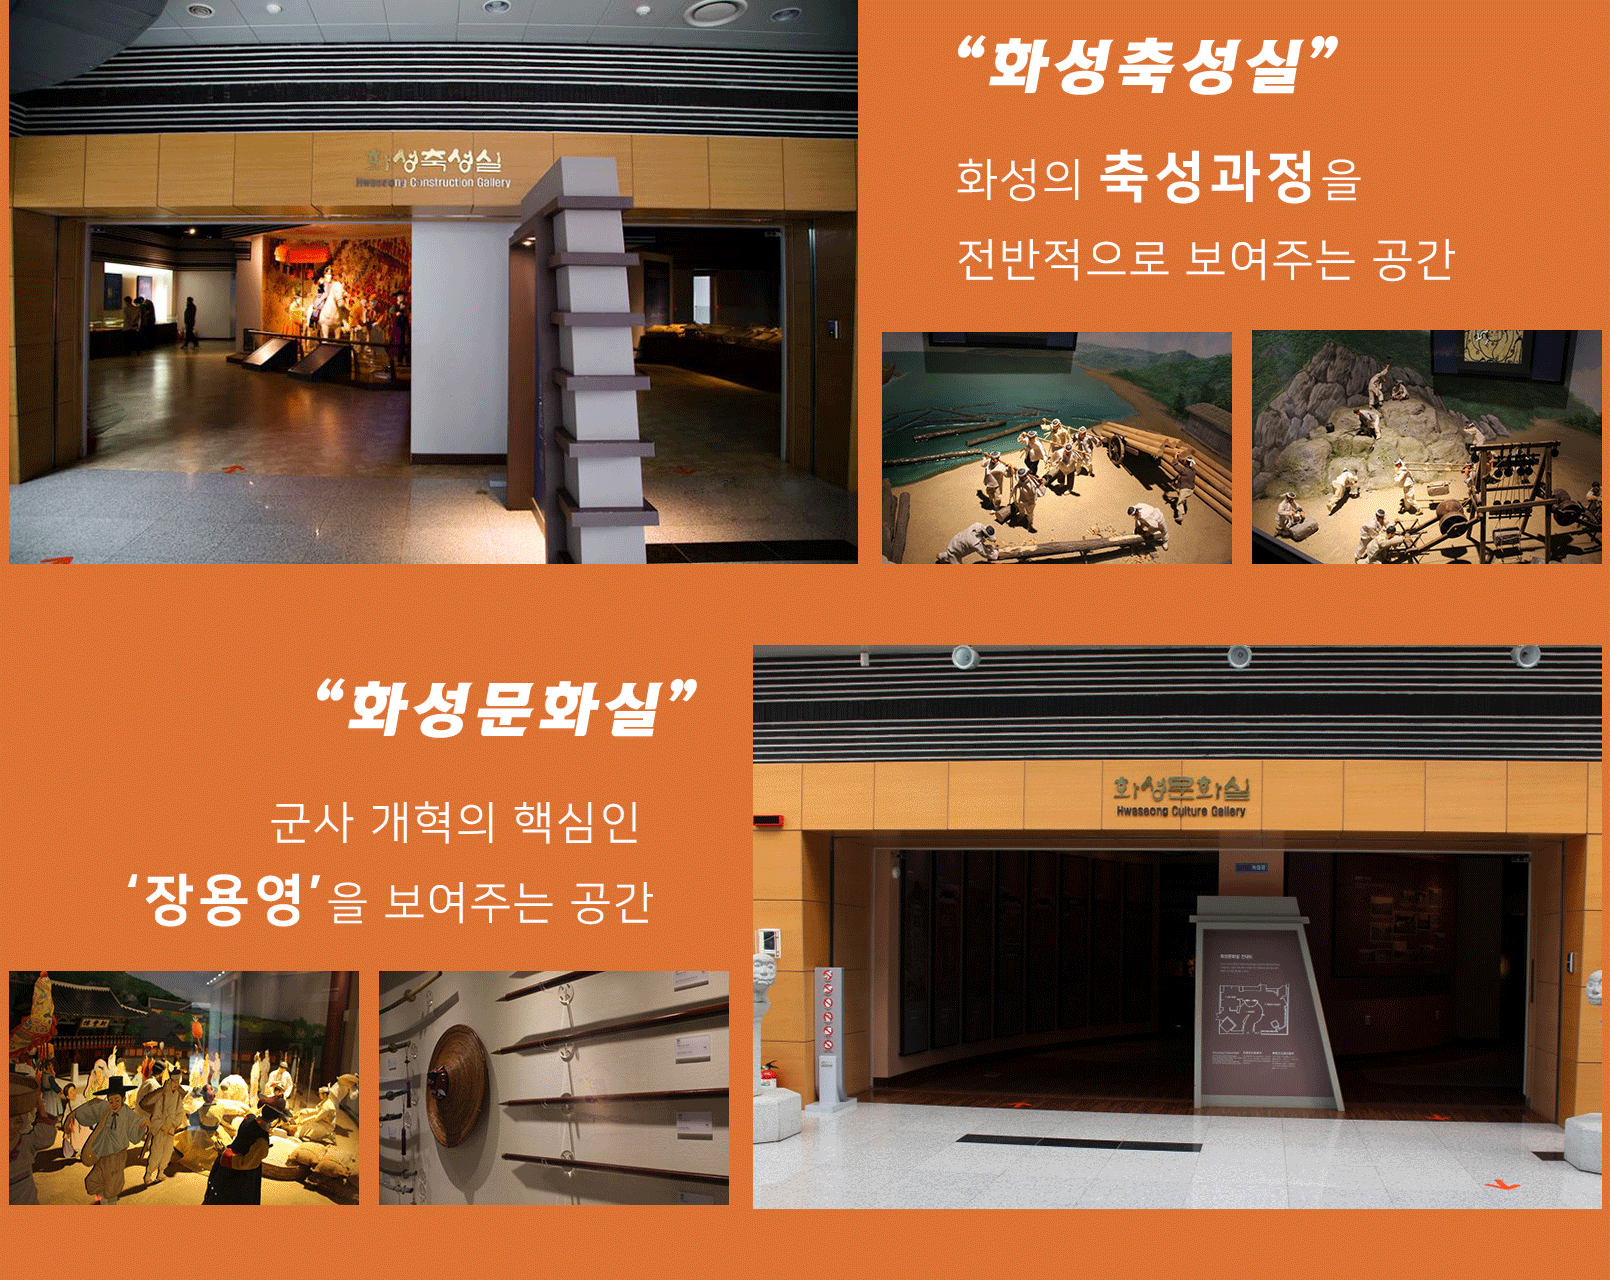 “화성축성실”
화성의 축성과정을
전반적으로 보여주는 공간
화성축성실
Hwaseong Construction Gallery
“화성문화실”
군사 개혁의 핵심인
‘장용영’을 보여주는 공간
화성문화실
Hwaseong Culture Gallery